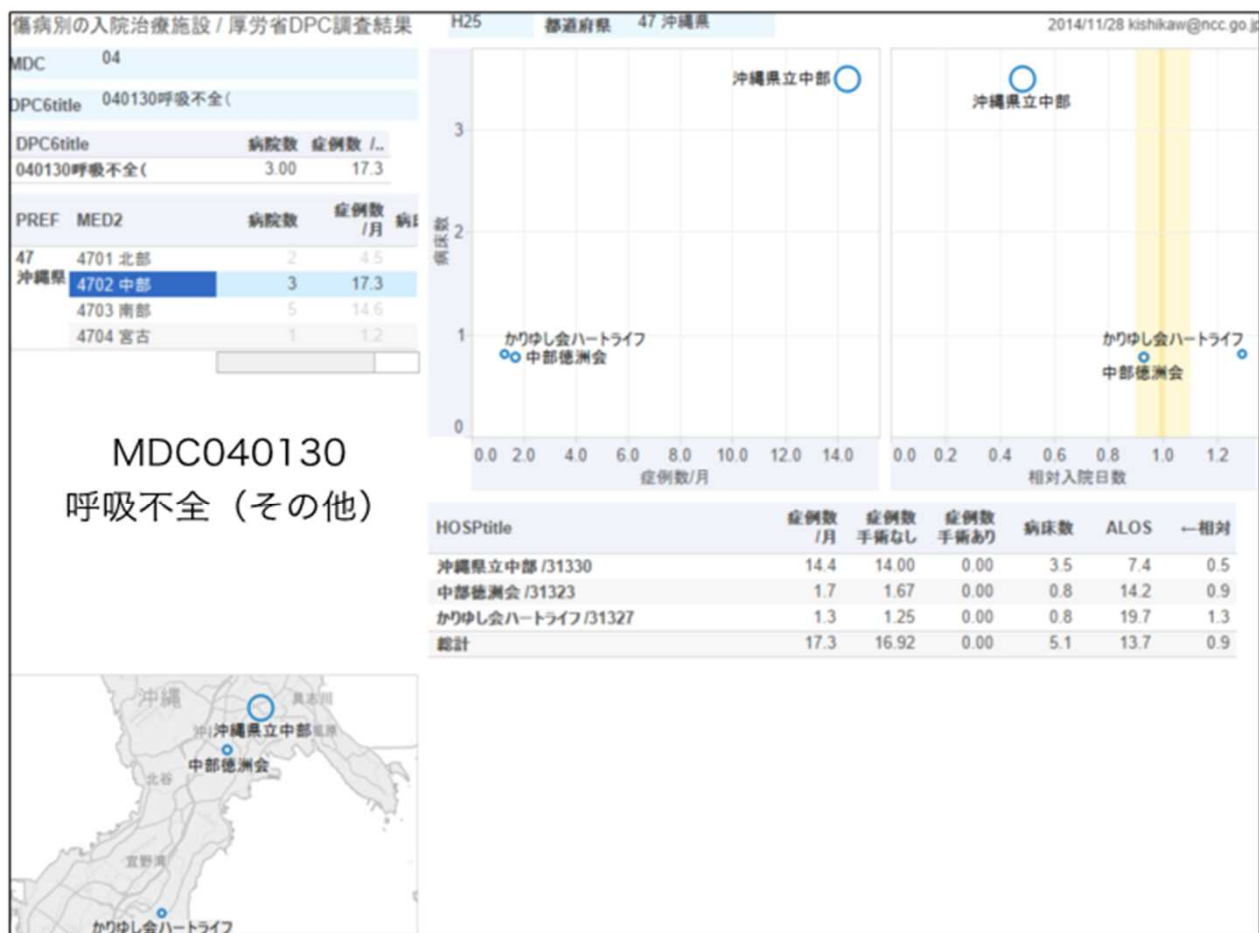 傷病別の入院治療施設 / 厚労省DPC調査結果
H25 都道府県 47 沖縄県
2014/11/28 kishikaw@ncc.go.jp
MDC 04
DPC6title 040130呼吸不全(
DPC6title 病院数 症例数 /..
040130呼吸不全( 3.00 17.3
PREF MED2 病院数 症例数/月
47 沖縄県
4701 北部 2 4.5
4702 中部 3 17.3
4703 南部 5 14.6
4704 宮古 1 1.2
MDC040130
呼吸不全（その他）
沖縄県立中部
かりゆし会ハートライフ
中部徳洲会
病床数
3
2
1
0
0.0 2.0 4.0 6.0 8.0 10.0 12.0 14.0
症例数/月
沖縄県立中部
かりゆし会ハートライフ
中部徳洲会
0.0 0.2 0.4 0.6 0.8 1.0 1.2
相対入院日数
HOSPtitle 症例数/月 症例数手術なし 症例数手術あり 病床数 ALOS ←相対
沖縄県立中部 /31330 14.4 14.00 0.00 3.5 7.4 0.5
中部徳洲会 /31323 1.7 1.67 0.00 0.8 14.2 0.9
かりゆし会ハートライフ /31327 1.3 1.25 0.00 0.8 19.7 1.3
総計 17.3 16.92 0.00 5.1 13.7 0.9
沖縄
具志川
沖縄県立中部
中部徳洲会
北谷
宜野湾
かりゆし会ハートライフ